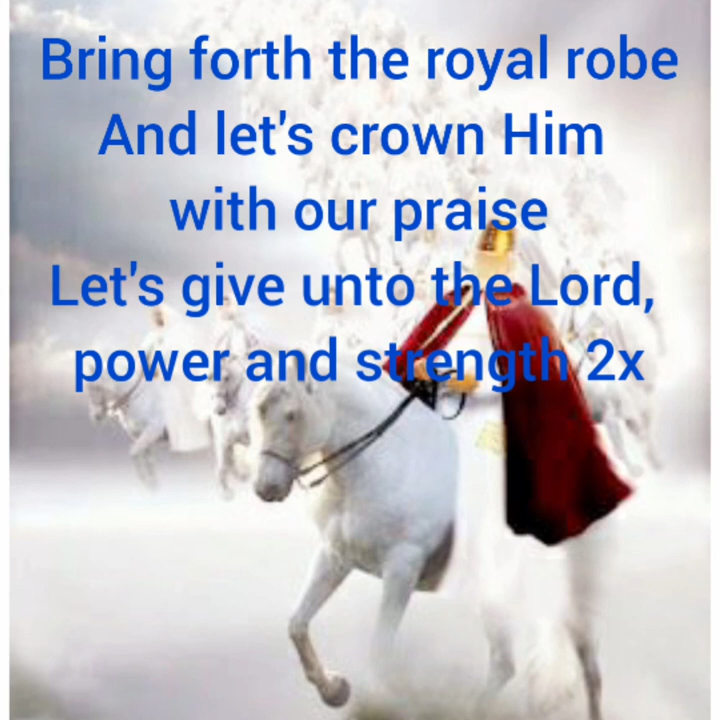 Bring forth the royal robe
And let's crown Him
with our praise
Let's give unto the Lord,
power and strength 2x